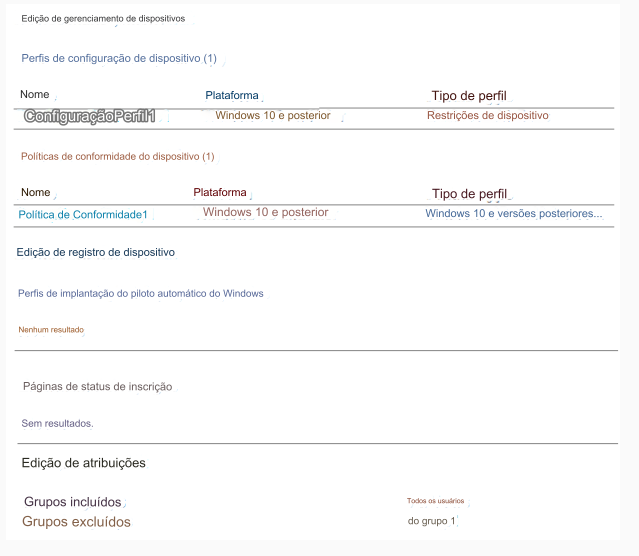 Edição de gerenciamento de dispositivos
Perfis de configuração de dispositivo (1)
Nome Plataforma Tipo de perfil
ConfiguraçãoPerfil1 Windows 10 e posterior Restrições de dispositivo
Políticas de conformidade do dispositivo (1)
Nome Plataforma Tipo de perfil
Política de Conformidade1 Windows 10 e posterior Windows 10 e versões posteriores...
Edição de registro de dispositivo
Perfis de implantação do piloto automático do Windows
Nenhum resultado
Páginas de status de inscrição
Sem resultados.
Edição de atribuições
Grupos incluídos Todos os usuários
Grupos excluídos do grupo 1